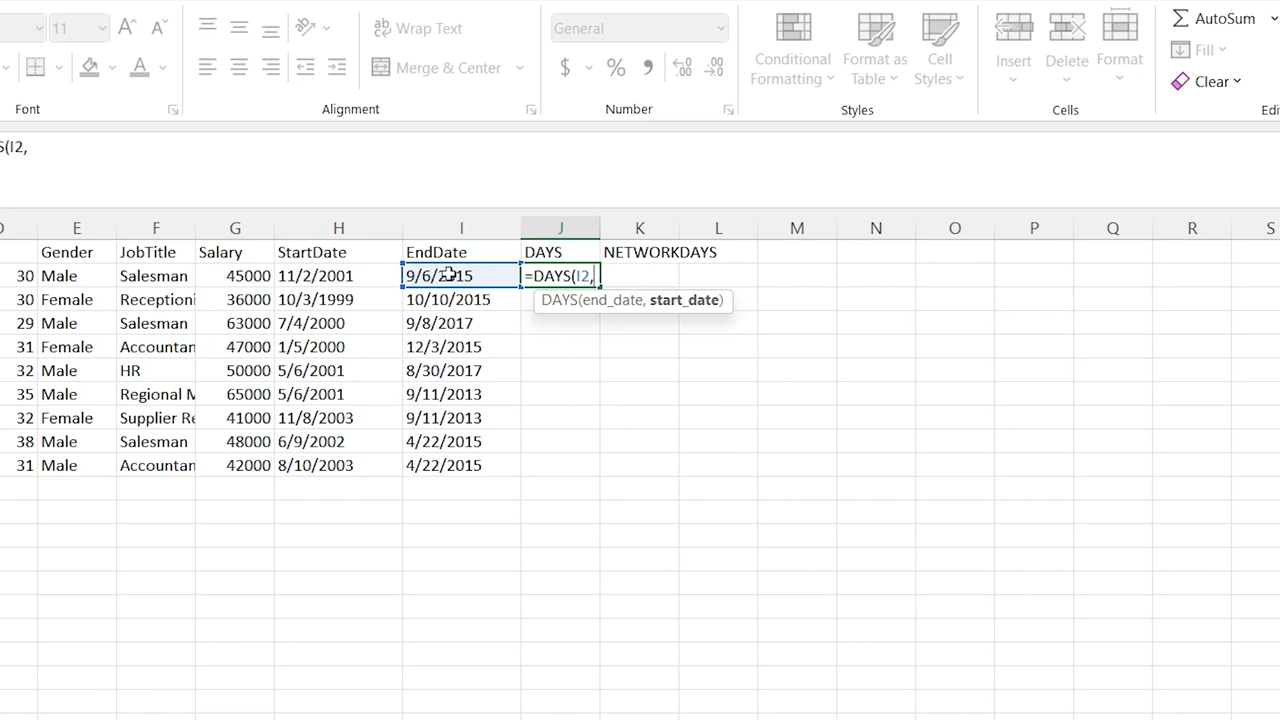 11 General AutoSum
Wrap Text Fill
Merge & Center $ % Conditional Formatting Format as Table Cell Styles Insert Delete Format Clear
Font Alignment Number Styles Cells
S(I2,
E F G H I J K L M N O P Q R S
Gender JobTitle Salary StartDate EndDate DAYS NETWORKDAYS
30 Male Salesman 45000 11/2/2001 9/6/2015 =DAYS(I2,
30 Female Receptioni 36000 10/3/1999 10/10/2015 DAYS(end_date, start_date)
29 Male Salesman 63000 7/4/2000 9/8/2017
31 Female Accountan 47000 1/5/2000 12/3/2015
32 Male HR 50000 5/6/2001 8/30/2017
35 Male Regional M 65000 5/6/2001 9/11/2013
32 Female Supplier Re 41000 11/8/2003 9/11/2013
38 Male Salesman 48000 6/9/2002 4/22/2015
31 Male Accountan 42000 8/10/2003 4/22/2015